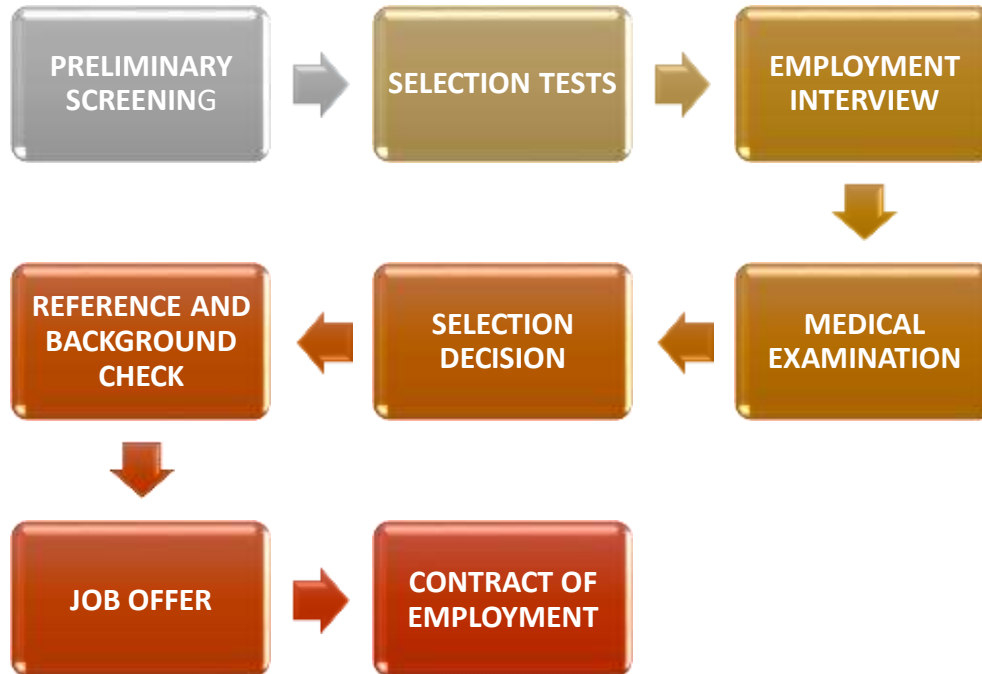 PRELIMINARY
SCREENING
SELECTION TESTS
EMPLOYMENT
INTERVIEW
MEDICAL
EXAMINATION
SELECTION
DECISION
REFERENCE AND
BACKGROUND
CHECK
JOB OFFER
CONTRACT OF
EMPLOYMENT